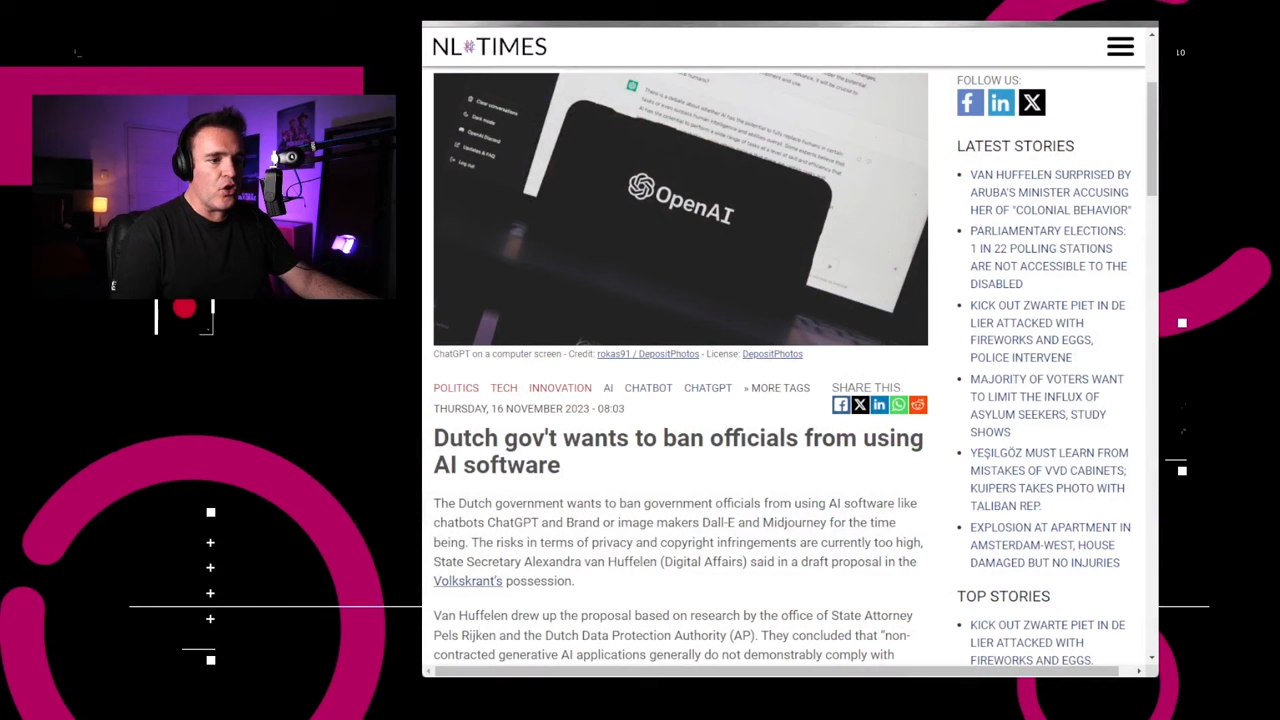 NL TIMES
10
Clear conversations
Dark mode
OpenAI Discord
Updates & FAQ
Log out
OpenAI
ChatGPT on a computer screen - Credit: rokas91 / DepositPhotos - License: DepositPhotos
POLITICS TECH INNOVATION AI CHATBOT CHATGPT » MORE TAGS
SHARE THIS:
THURSDAY, 16 NOVEMBER 2023 - 08:03
Dutch gov't wants to ban officials from using
AI software
The Dutch government wants to ban government officials from using AI software like
chatbots ChatGPT and Brand or image makers Dall-E and Midjourney for the time
being. The risks in terms of privacy and copyright infringements are currently too high,
State Secretary Alexandra van Huffelen (Digital Affairs) said in a draft proposal in the
Volkskrant's possession.
Van Huffelen drew up the proposal based on research by the office of State Attorney
Pels Rijken and the Dutch Data Protection Authority (AP). They concluded that “non-
contracted generative AI applications generally do not demonstrably comply with
FOLLOW US:
LATEST STORIES
VAN HUFFELEN SURPRISED BY
ARUBA'S MINISTER ACCUSING
HER OF "COLONIAL BEHAVIOR"
PARLIAMENTARY ELECTIONS:
1 IN 22 POLLING STATIONS
ARE NOT ACCESSIBLE TO THE
DISABLED
KICK OUT ZWARTE PIET IN DE
LIER ATTACKED WITH
FIREWORKS AND EGGS,
POLICE INTERVENE
MAJORITY OF VOTERS WANT
TO LIMIT THE INFLUX OF
ASYLUM SEEKERS, STUDY
SHOWS
YEŞILGÖZ MUST LEARN FROM
MISTAKES OF VVD CABINETS;
KUIPERS TAKES PHOTO WITH
TALIBAN REP.
EXPLOSION AT APARTMENT IN
AMSTERDAM-WEST, HOUSE
DAMAGED BUT NO INJURIES
TOP STORIES
KICK OUT ZWARTE PIET IN DE
LIER ATTACKED WITH
FIREWORKS AND EGGS,